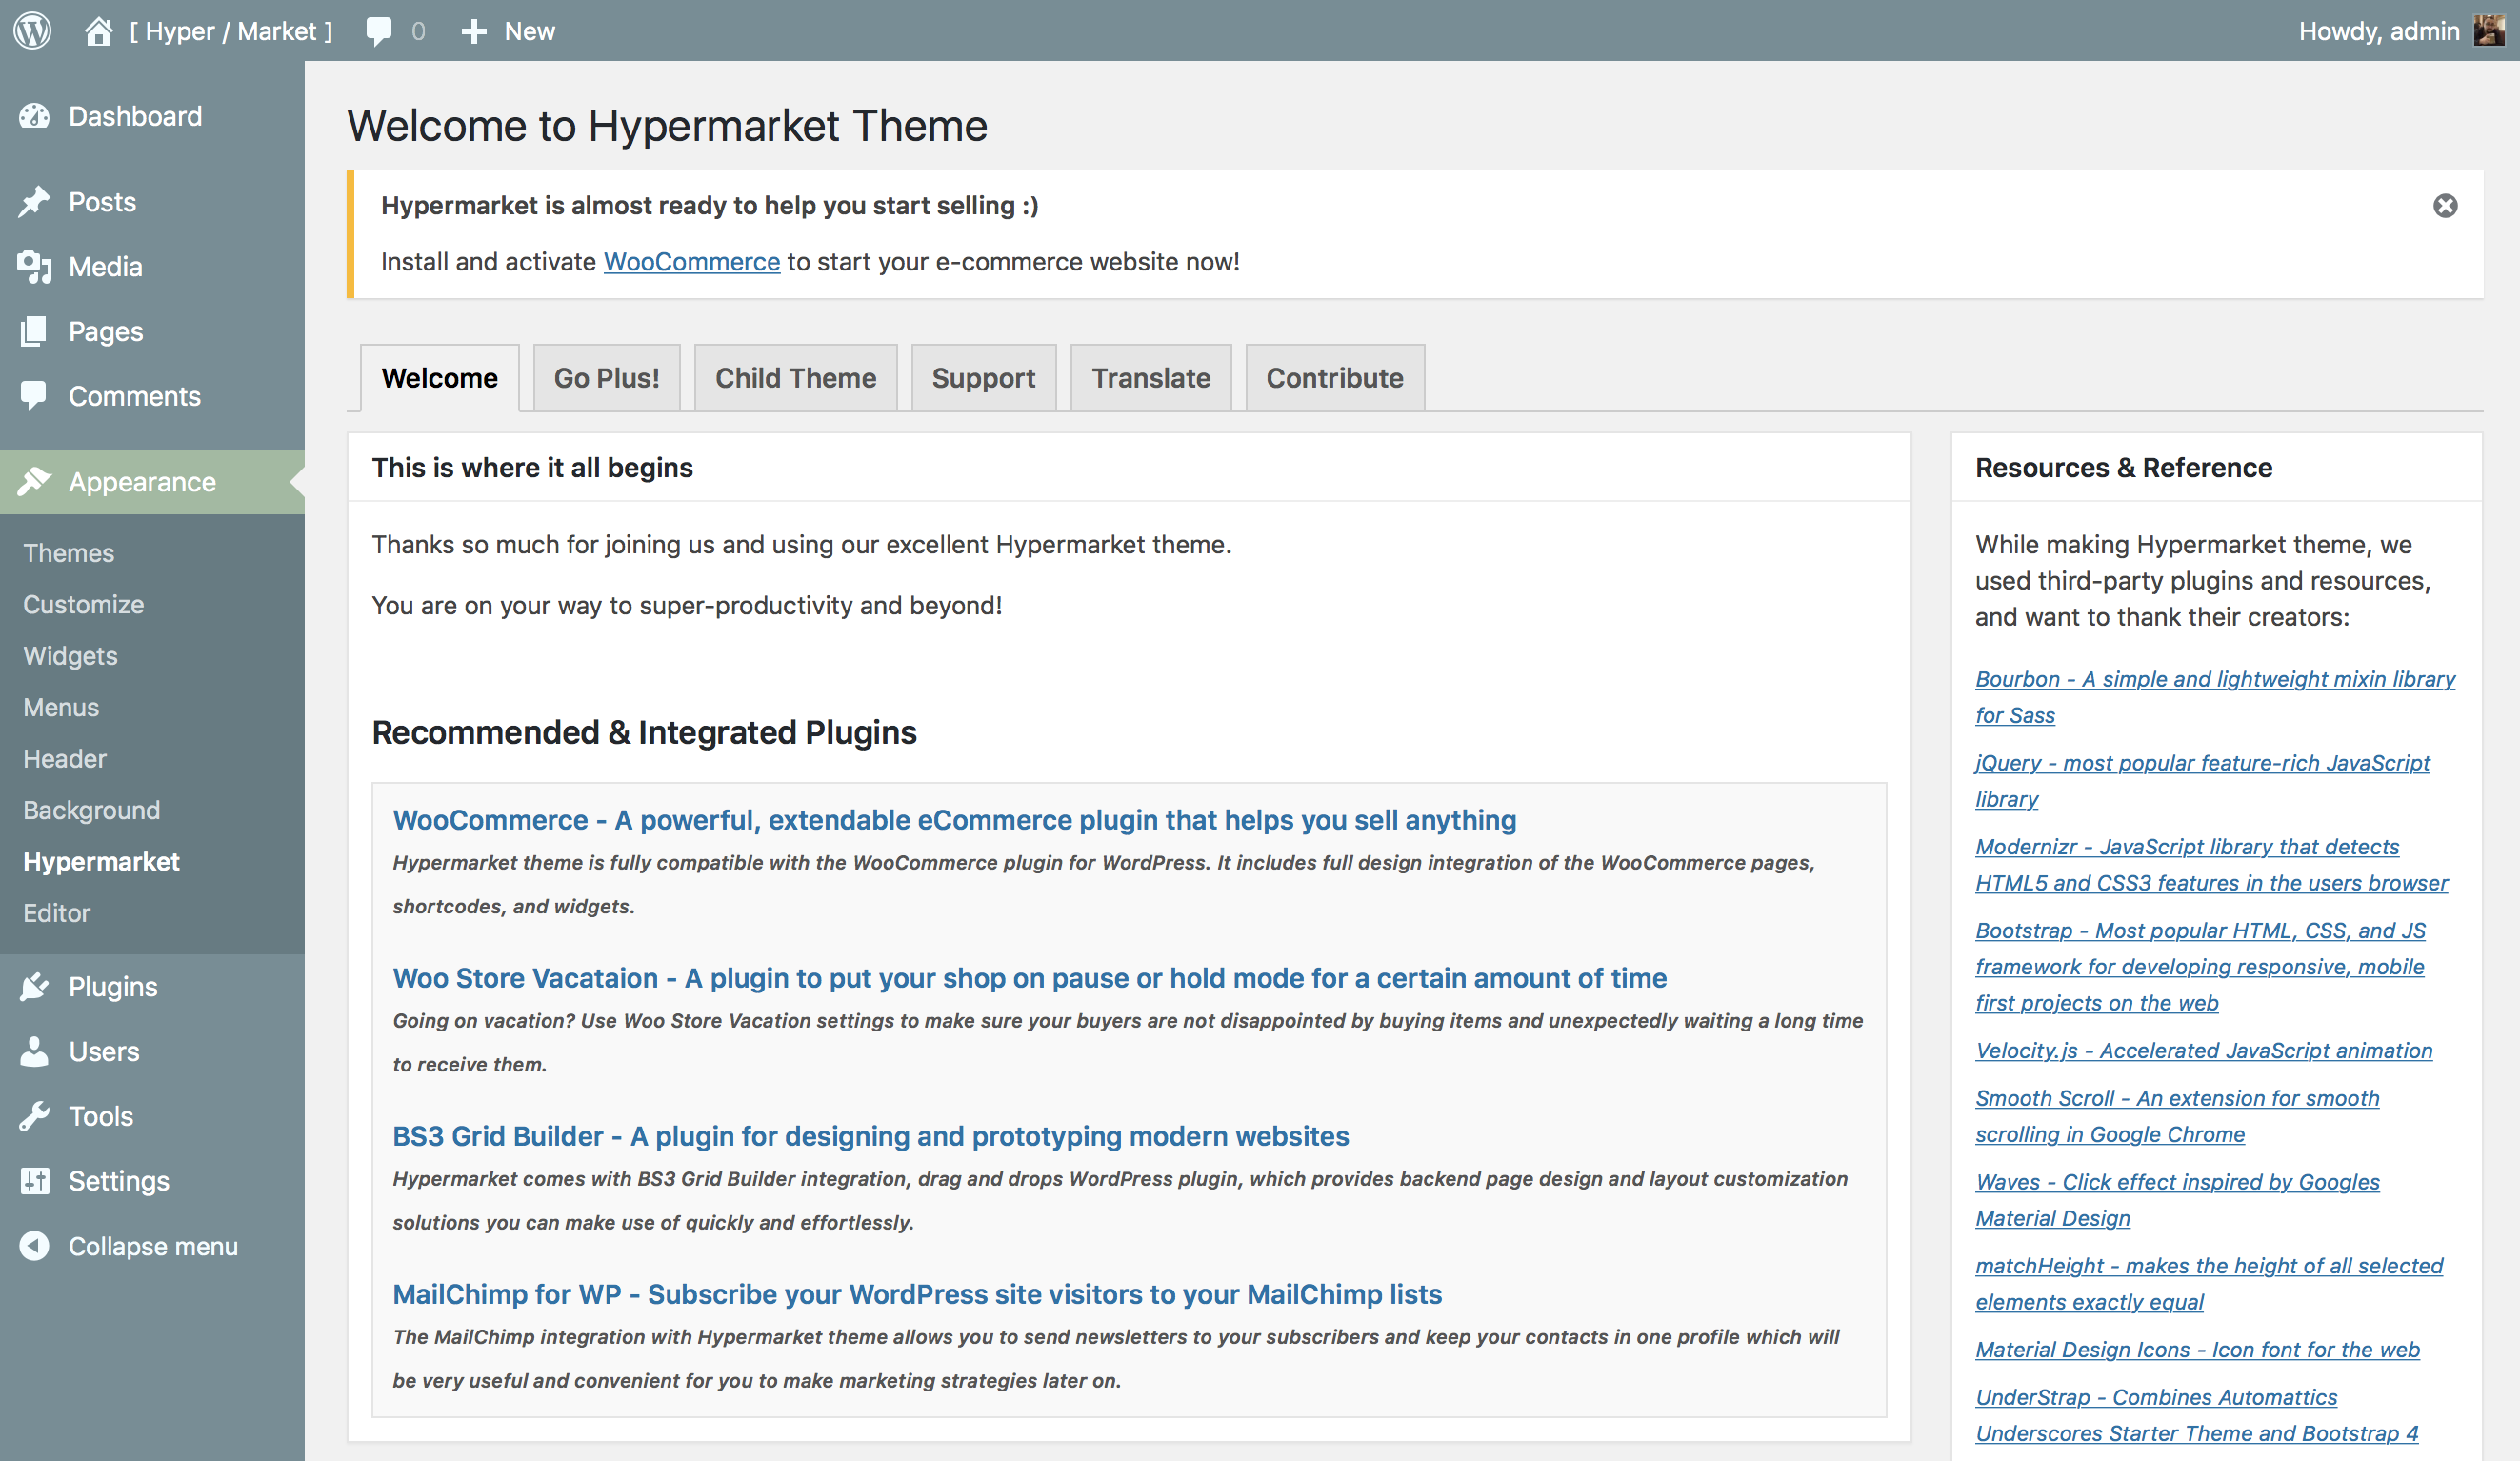 [ Hyper / Market ] 0 New Howdy, admin
Dashboard
Posts
Media
Pages
Comments
Appearance
Themes
Customize
Widgets
Menus
Header
Background
Hypermarket
Editor
Plugins
Users
Tools
Settings
Collapse menu
Welcome to Hypermarket Theme
Hypermarket is almost ready to help you start selling :)
Install and activate WooCommerce to start your e-commerce website now!
Welcome Go Plus! Child Theme Support Translate Contribute
This is where it all begins
Thanks so much for joining us and using our excellent Hypermarket theme.
You are on your way to super-productivity and beyond!
Recommended & Integrated Plugins
WooCommerce - A powerful, extendable eCommerce plugin that helps you sell anything
Hypermarket theme is fully compatible with the WooCommerce plugin for WordPress. It includes full design integration of the WooCommerce pages,
shortcodes, and widgets.
Woo Store Vacataion - A plugin to put your shop on pause or hold mode for a certain amount of time
Going on vacation? Use Woo Store Vacation settings to make sure your buyers are not disappointed by buying items and unexpectedly waiting a long time
to receive them.
BS3 Grid Builder - A plugin for designing and prototyping modern websites
Hypermarket comes with BS3 Grid Builder integration, drag and drops WordPress plugin, which provides backend page design and layout customization
solutions you can make use of quickly and effortlessly.
MailChimp for WP - Subscribe your WordPress site visitors to your MailChimp lists
The MailChimp integration with Hypermarket theme allows you to send newsletters to your subscribers and keep your contacts in one profile which will
be very useful and convenient for you to make marketing strategies later on.
Resources & Reference
While making Hypermarket theme, we
used third-party plugins and resources,
and want to thank their creators:
Bourbon - A simple and lightweight mixin library
for Sass
jQuery - most popular feature-rich JavaScript
library
Modernizr - JavaScript library that detects
HTML5 and CSS3 features in the users browser
Bootstrap - Most popular HTML, CSS, and JS
framework for developing responsive, mobile
first projects on the web
Velocity.js - Accelerated JavaScript animation
Smooth Scroll - An extension for smooth
scrolling in Google Chrome
Waves - Click effect inspired by Googles
Material Design
matchHeight - makes the height of all selected
elements exactly equal
Material Design Icons - Icon font for the web
UnderStrap - Combines Automattics
Underscores Starter Theme and Bootstrap 4